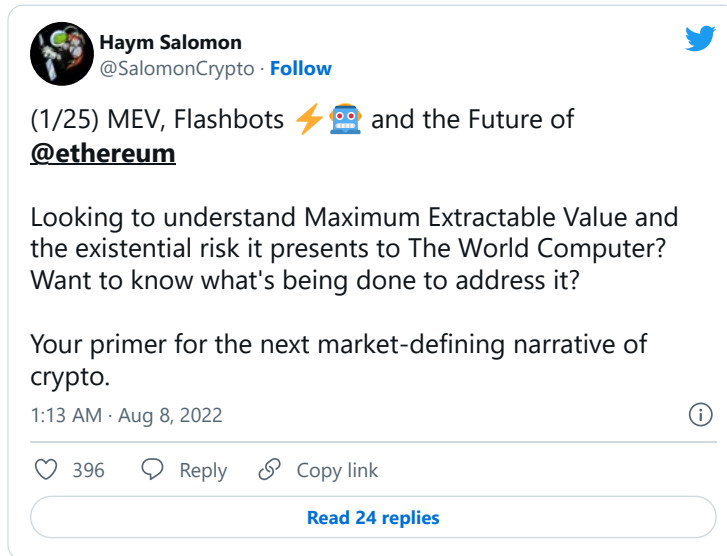 Haym Salomon
@SalomonCrypto · Follow
(1/25) MEV, Flashbots ⚡🤖 and the Future of
@ethereum
Looking to understand Maximum Extractable Value and
the existential risk it presents to The World Computer?
Want to know what's being done to address it?
Your primer for the next market-defining narrative of
crypto.
1:13 AM · Aug 8, 2022
396 Reply Copy link
Read 24 replies